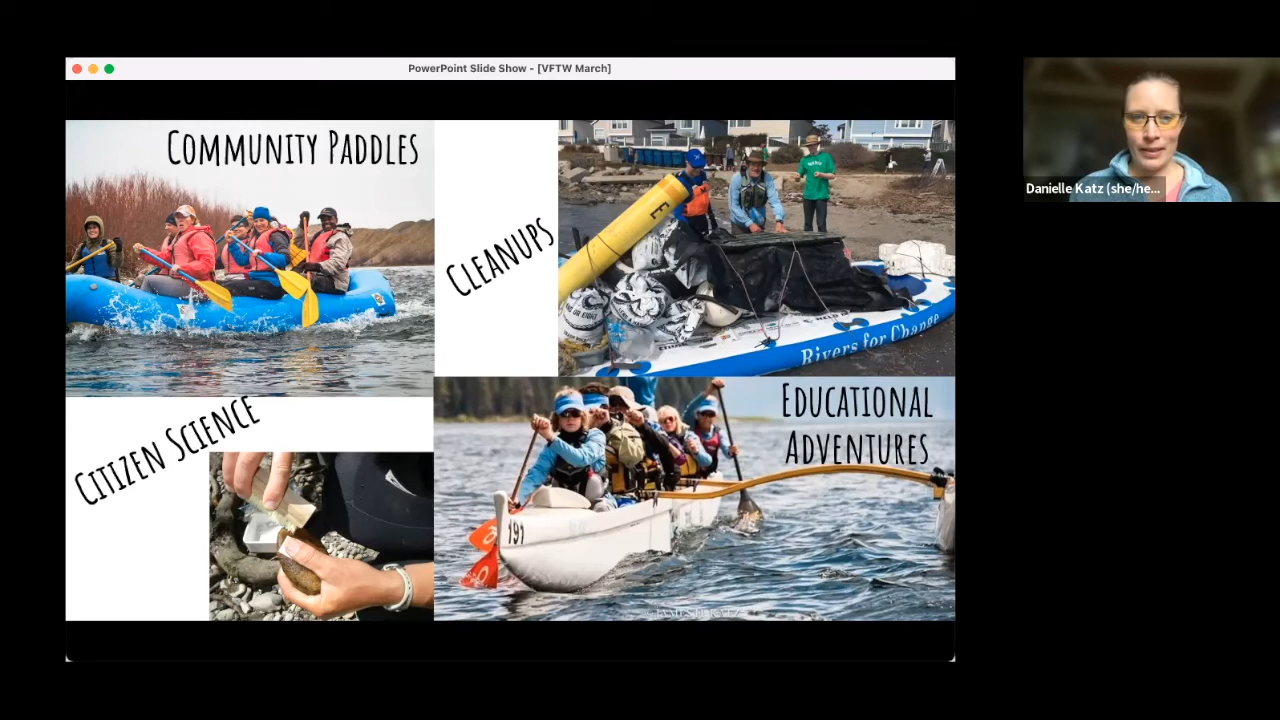 PowerPoint Slide Show - [VFTW March]
Community Paddles
Cleanups
E
Rivers for Change
Danielle Katz (she/he...
Citizen Science
Educational
Adventures
191